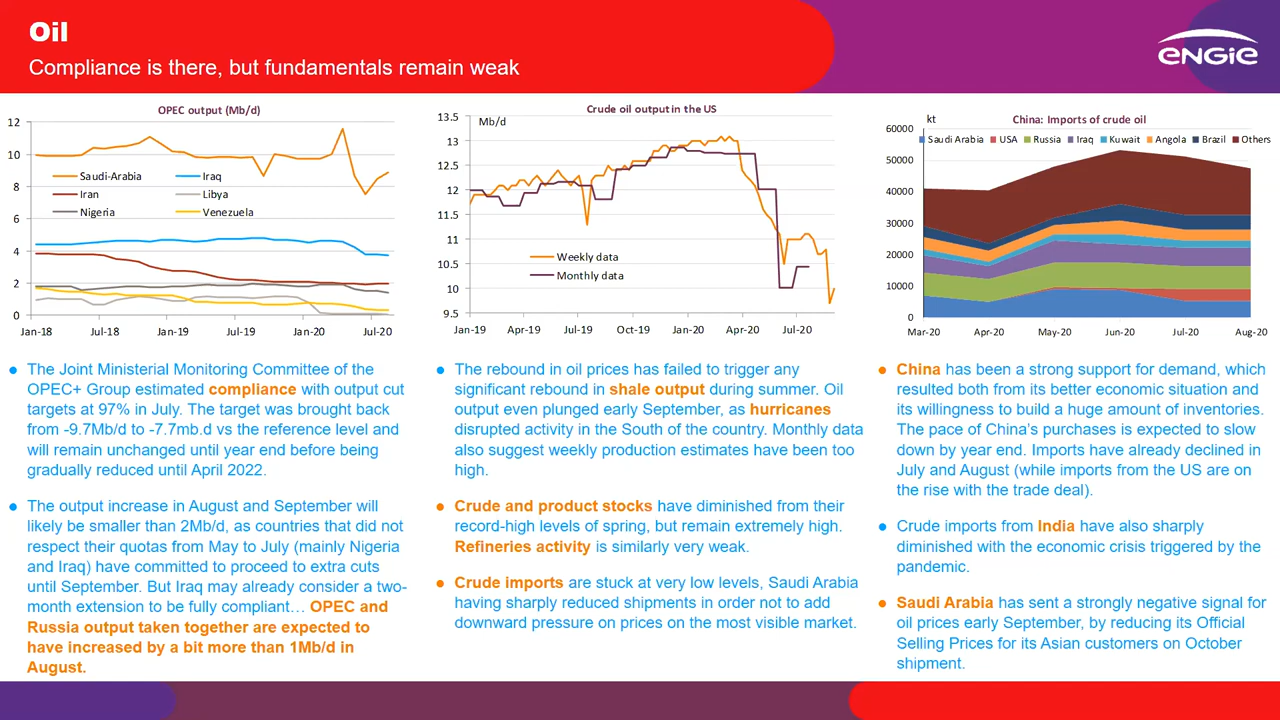 Oil
Compliance is there, but fundamentals remain weak
ENGIE
OPEC output (Mb/d)
12
10
8
6
4
2
0
Saudi-Arabia
Iraq
Iran
Libya
Nigeria
Venezuela
Jan-18
Jul-18
Jan-19
Jul-19
Jan-20
Jul-20
The Joint Ministerial Monitoring Committee of the
OPEC+ Group estimated compliance with output cut
targets at 97% in July. The target was brought back
from -9.7Mb/d to -7.7mb.d vs the reference level and
will remain unchanged until year end before being
gradually reduced until April 2022.
The output increase in August and September will
likely be smaller than 2Mb/d, as countries that did not
respect their quotas from May to July (mainly Nigeria
and Iraq) have committed to proceed to extra cuts
until September. But Iraq may already consider a two-
month extension to be fully compliant… OPEC and
Russia output taken together are expected to
have increased by a bit more than 1Mb/d in
August.
Crude oil output in the US
Mb/d
13.5
13
12.5
12
11.5
11
10.5
10
9.5
Weekly data
Monthly data
Jan-19
Apr-19
Jul-19
Oct-19
Jan-20
Apr-20
Jul-20
The rebound in oil prices has failed to trigger any
significant rebound in shale output during summer. Oil
output even plunged early September, as hurricanes
disrupted activity in the South of the country. Monthly data
also suggest weekly production estimates have been too
high.
Crude and product stocks have diminished from their
record-high levels of spring, but remain extremely high.
Refineries activity is similarly very weak.
Crude imports are stuck at very low levels, Saudi Arabia
having sharply reduced shipments in order not to add
downward pressure on prices on the most visible market.
kt
China: Imports of crude oil
60000
50000
40000
30000
20000
10000
0
Saudi Arabia
USA
Russia
Iraq
Kuwait
Angola
Brazil
Others
Mar-20
Apr-20
May-20
Jun-20
Jul-20
Aug-20
China has been a strong support for demand, which
resulted both from its better economic situation and
its willingness to build a huge amount of inventories.
The pace of China's purchases is expected to slow
down by year end. Imports have already declined in
July and August (while imports from the US are on
the rise with the trade deal).
Crude imports from India have also sharply
diminished with the economic crisis triggered by the
pandemic.
Saudi Arabia has sent a strongly negative signal for
oil prices early September, by reducing its Official
Selling Prices for its Asian customers on October
shipment.